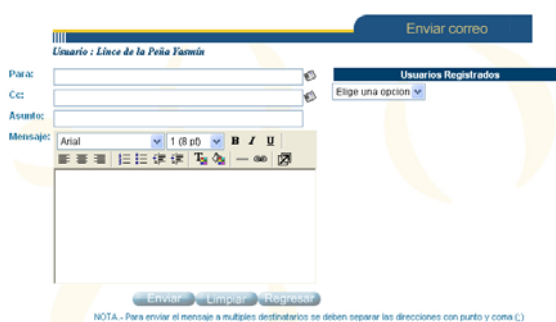 Enviar correo
Usuario : Lince de la Peña Yasmín
Para:
Usuarios Registrados
Cc:
Elige una opcion
Asunto:
Mensaje:
Arial
1 (8 pt)
B I U
Enviar Limpiar Regresar
NOTA.- Para enviar el mensaje a multiples destinatarios se deben separar las direcciones con punto y coma (;)